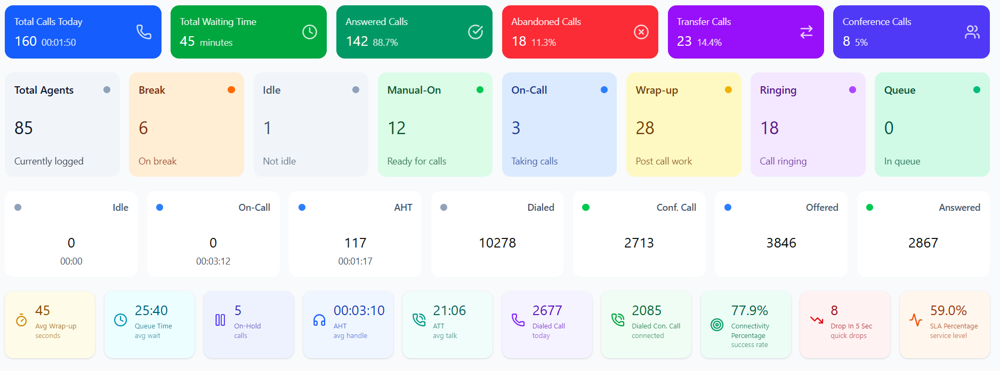 Total Calls Today
160 00:01:50
Total Waiting Time
45 minutes
Answered Calls
142 88.7%
Abandoned Calls
18 11.3%
Transfer Calls
23 14.4%
Conference Calls
8 5%
Total Agents
85
Currently logged
Break
6
On break
Idle
1
Not idle
Manual-On
12
Ready for calls
On-Call
3
Taking calls
Wrap-up
28
Post call work
Ringing
18
Call ringing
Queue
0
In queue
Idle
0
00:00
On-Call
0
00:03:12
AHT
117
00:01:17
Dialed
10278
Conf. Call
2713
Offered
3846
Answered
2867
45
Avg Wrap-up
seconds
25:40
Queue Time
avg wait
5
On-Hold
calls
00:03:10
AHT
avg handle
21:06
ATT
avg talk
2677
Dialed Call
today
2085
Dialed Con. Call
connected
77.9%
Connectivity
Percentage
success rate
8
Drop In 5 Sec
quick drops
59.0%
SLA Percentage
service level